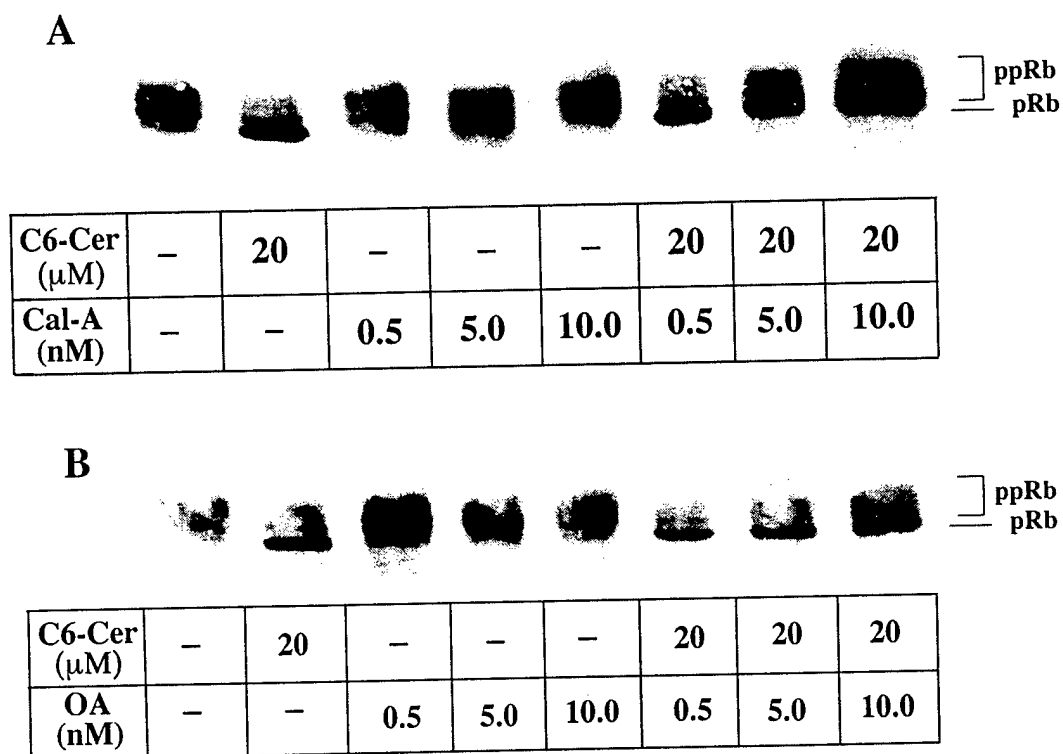 A
ppRb
pRb
C6-Cer – 20 – – – 20 20 20
(μM)
Cal-A – – 0.5 5.0 10.0 0.5 5.0 10.0
(nM)
B
ppRb
pRb
C6-Cer – 20 – – – 20 20 20
(μM)
OA – – 0.5 5.0 10.0 0.5 5.0 10.0
(nM)